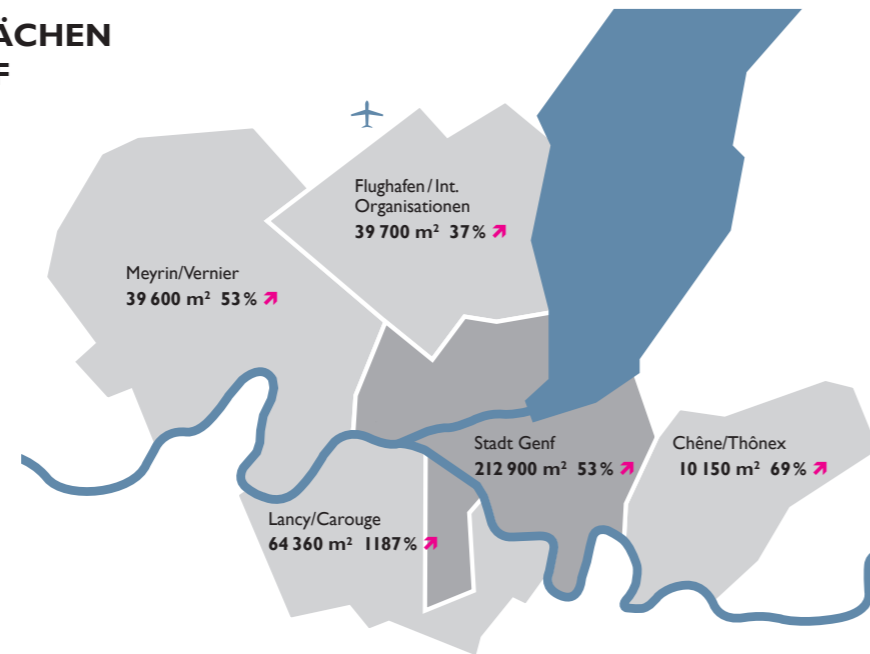 ÄCHEN
F
Flughafen / Int.
Organisationen
39 700 m² 37%
Meyrin/Vernier
39 600 m² 53%
Stadt Genf
212 900 m² 53%
Chêne/Thônex
10 150 m² 69%
Lancy/Carouge
64 360 m² 1187%